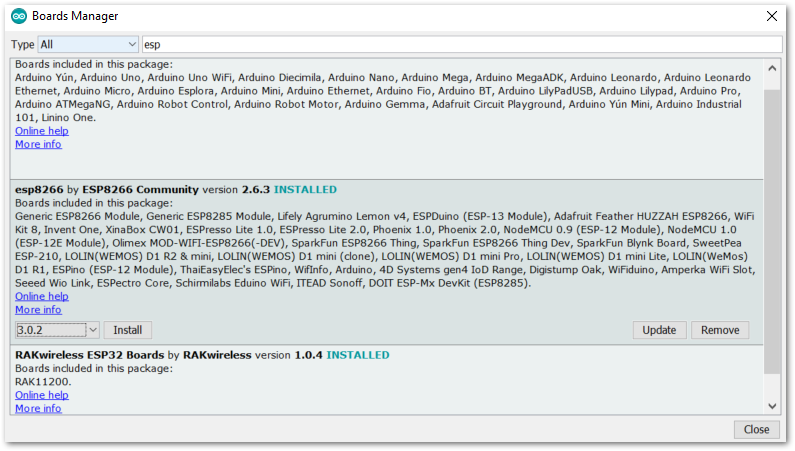 Boards Manager
Type All esp
Boards included in this package:
Arduino Yún, Arduino Uno, Arduino Uno WiFi, Arduino Diecimila, Arduino Nano, Arduino Mega, Arduino MegaADK, Arduino Leonardo, Arduino Leonardo
Ethernet, Arduino Micro, Arduino Esplora, Arduino Mini, Arduino Ethernet, Arduino Fio, Arduino BT, Arduino LilyPadUSB, Arduino Lilypad, Arduino Pro,
Arduino ATMegaNG, Arduino Robot Control, Arduino Robot Motor, Arduino Gemma, Adafruit Circuit Playground, Arduino Yún Mini, Arduino Industrial
101, Linino One.
Online help
More info
esp8266 by ESP8266 Community version 2.6.3 INSTALLED
Boards included in this package:
Generic ESP8266 Module, Generic ESP8285 Module, Lifely Agrumino Lemon v4, ESPDuino (ESP-13 Module), Adafruit Feather HUZZAH ESP8266, WiFi
Kit 8, Invent One, XinaBox CW01, ESPresso Lite 1.0, ESPresso Lite 2.0, Phoenix 1.0, Phoenix 2.0, NodeMCU 0.9 (ESP-12 Module), NodeMCU 1.0
(ESP-12E Module), Olimex MOD-WIFI-ESP8266(-DEV), SparkFun ESP8266 Thing, SparkFun ESP8266 Thing Dev, SparkFun Blynk Board, SweetPea
ESP-210, LOLIN(WEMOS) D1 R2 & mini, LOLIN(WEMOS) D1 mini (clone), LOLIN(WEMOS) D1 mini Pro, LOLIN(WEMOS) D1 mini Lite, LOLIN(WeMos)
D1 R1, ESPino (ESP-12 Module), ThaiEasyElec's ESPino, WifInfo, Arduino, 4D Systems gen4 IoD Range, Digistump Oak, WiFiduino, Amperka WiFi Slot,
Seeed Wio Link, ESPectro Core, Schirmilabs Eduino WiFi, ITEAD Sonoff, DOIT ESP-Mx DevKit (ESP8285).
Online help
More info
3.0.2 Install Update Remove
RAKwireless ESP32 Boards by RAKwireless version 1.0.4 INSTALLED
Boards included in this package:
RAK11200.
Online help
More info
Close